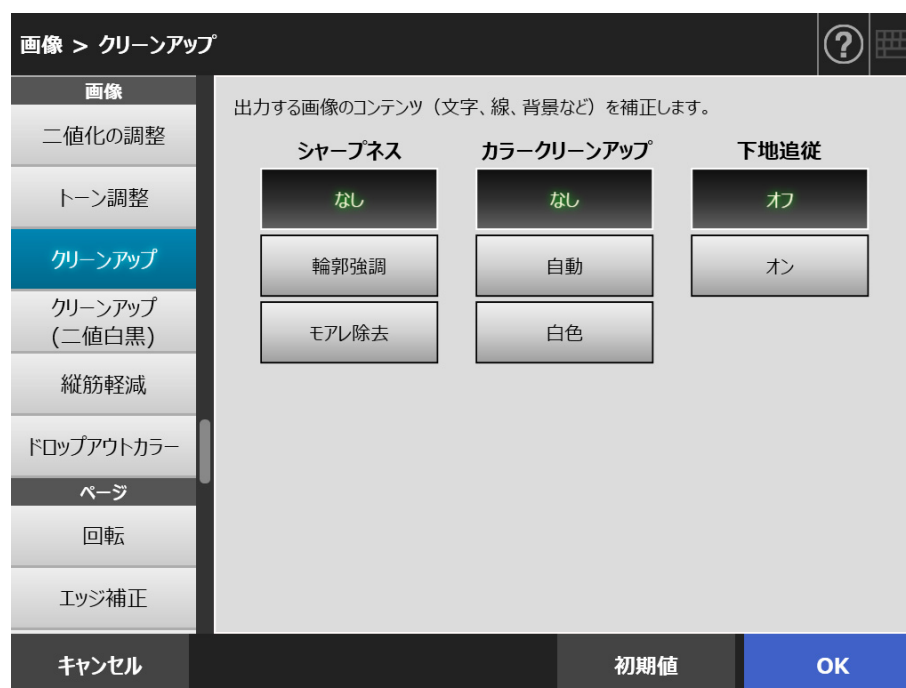 画像 > クリーンアップ
?
画像
二値化の調整
トーン調整
クリーンアップ
クリーンアップ
(二値白黒)
縦筋軽減
ドロップアウトカラー
ページ
回転
エッジ補正
出力する画像のコンテンツ（文字、線、背景など）を補正します。
シャープネス
なし
輪郭強調
モアレ除去
カラークリーンアップ
なし
自動
白色
下地追従
オフ
オン
キャンセル
初期値
OK